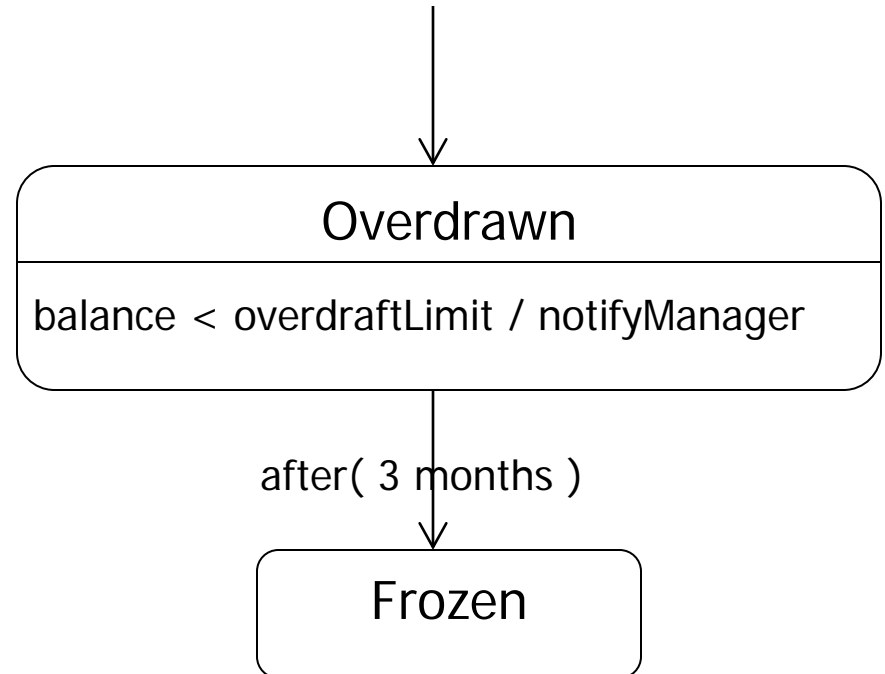 Overdrawn
balance < overdraftLimit / notifyManager
after( 3 months )
Frozen